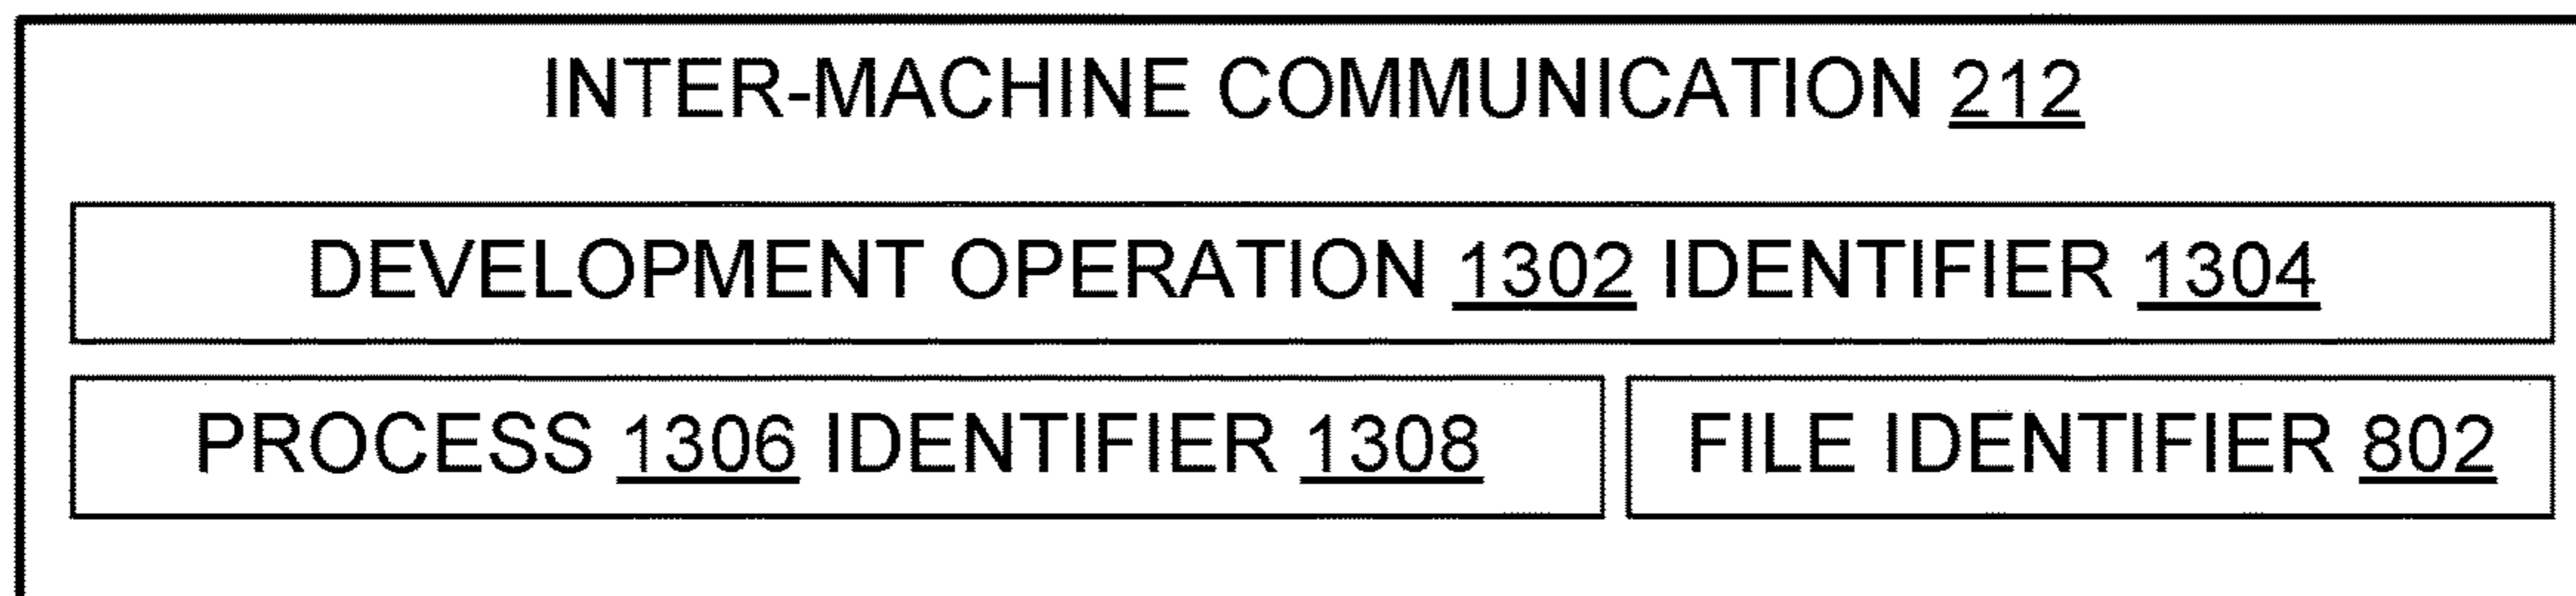 INTER-MACHINE COMMUNICATION 212
DEVELOPMENT OPERATION 1302 IDENTIFIER 1304
PROCESS 1306 IDENTIFIER 1308
FILE IDENTIFIER 802